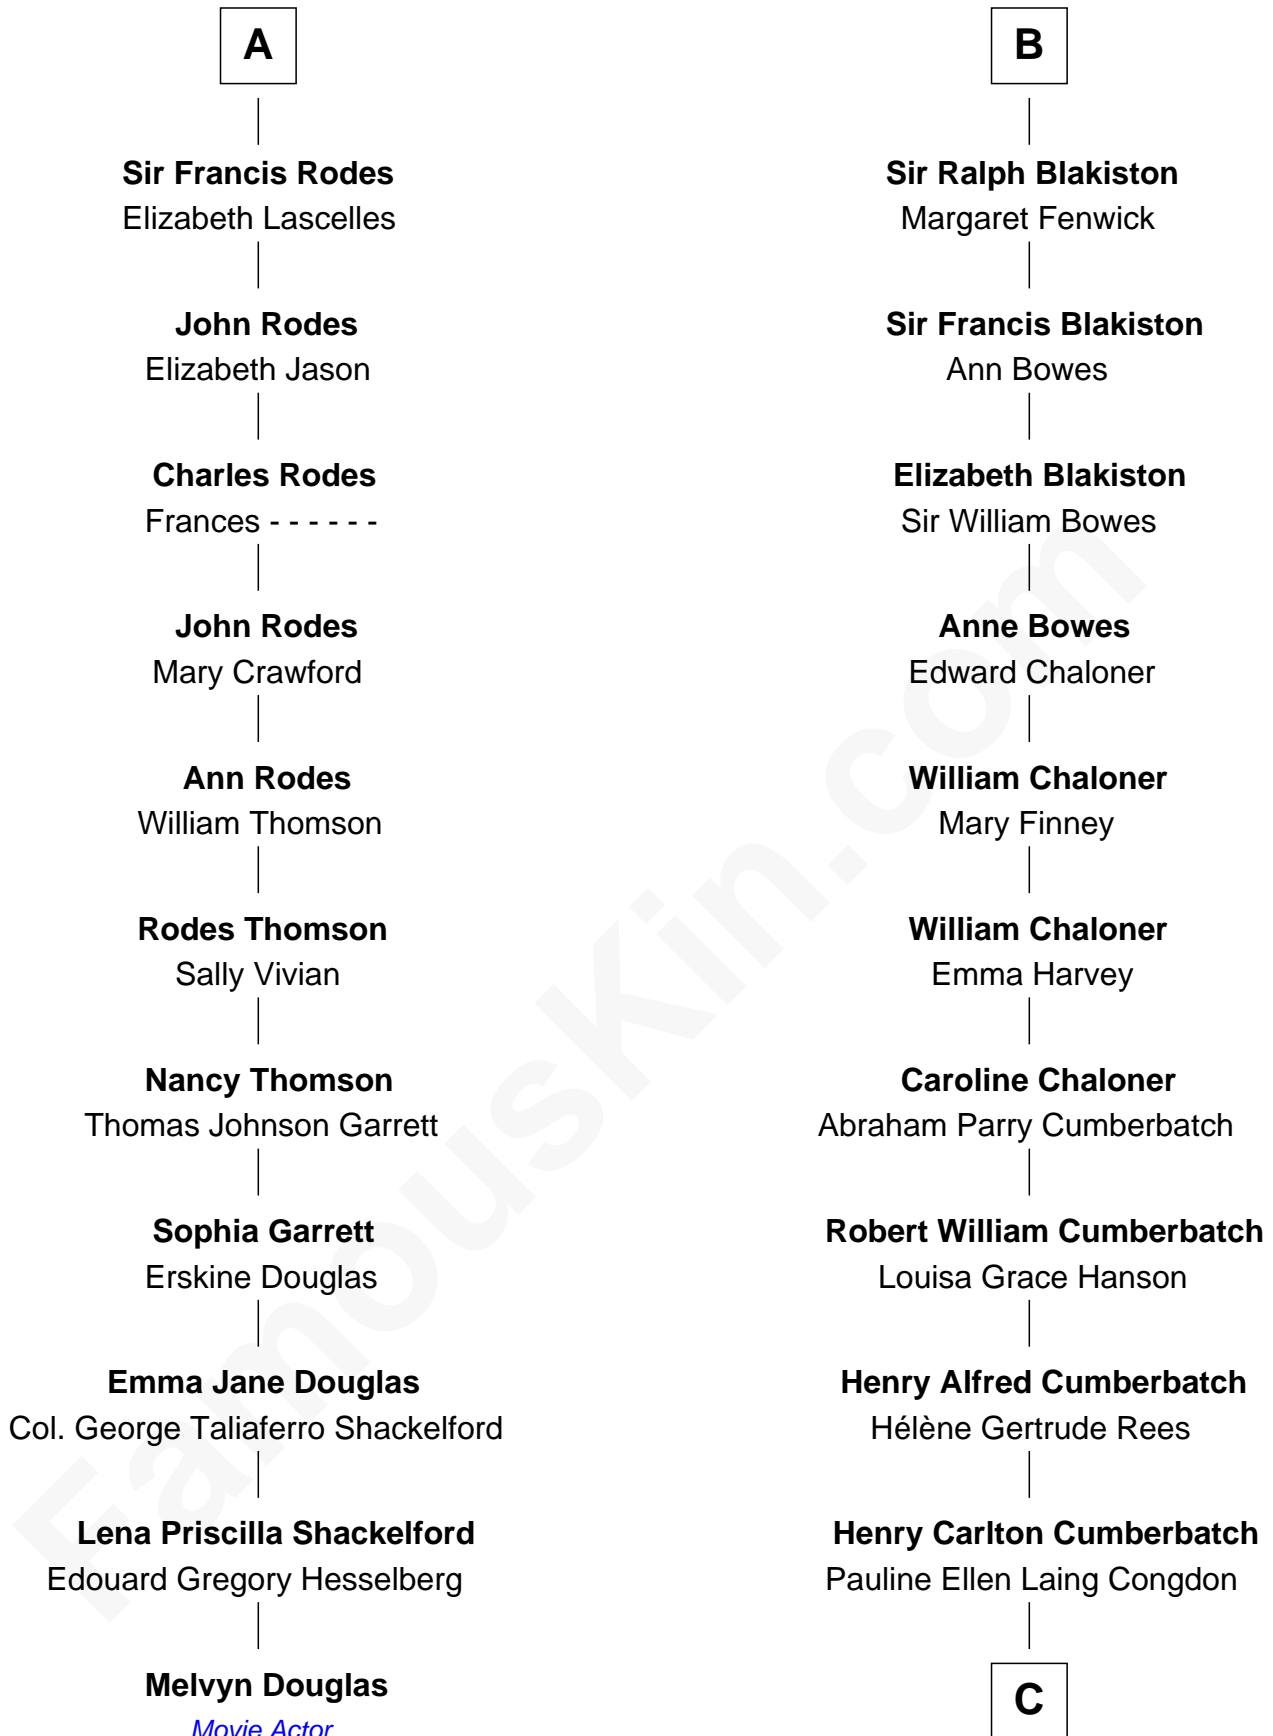 A
Sir Francis Rodes
Elizabeth Lascelles
John Rodes
Elizabeth Jason
Charles Rodes
Frances - - - - - -
John Rodes
Mary Crawford
Ann Rodes
William Thomson
Rodes Thomson
Sally Vivian
Nancy Thomson
Thomas Johnson Garrett
Sophia Garrett
Erskine Douglas
Emma Jane Douglas
Col. George Taliaferro Shackelford
Lena Priscilla Shackelford
Edouard Gregory Hesselberg
Melvyn Douglas
Movie Actor
B
Sir Ralph Blakiston
Margaret Fenwick
Sir Francis Blakiston
Ann Bowes
Elizabeth Blakiston
Sir William Bowes
Anne Bowes
Edward Chaloner
William Chaloner
Mary Finney
William Chaloner
Emma Harvey
Caroline Chaloner
Abraham Parry Cumberbatch
Robert William Cumberbatch
Louisa Grace Hanson
Henry Alfred Cumberbatch
Hélène Gertrude Rees
Henry Carlton Cumberbatch
Pauline Ellen Laing Congdon
C
FamousKin.com